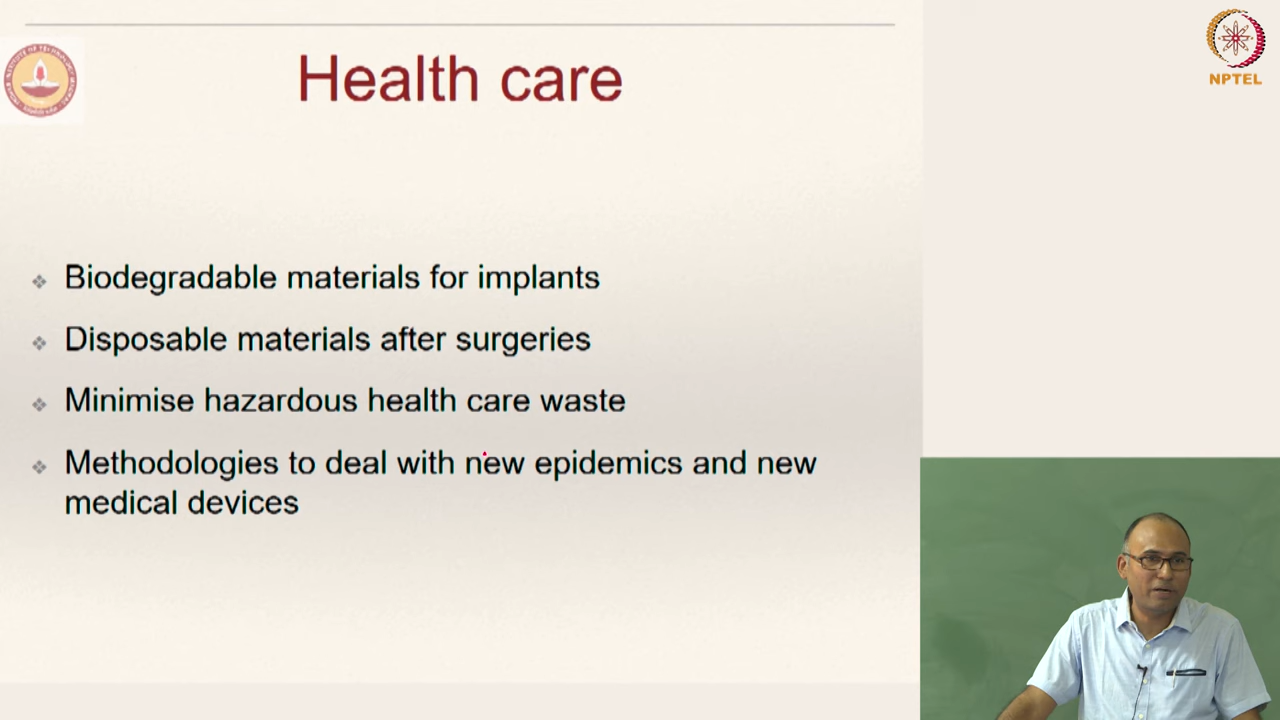 Health care
NPTEL
Biodegradable materials for implants
Disposable materials after surgeries
Minimise hazardous health care waste
Methodologies to deal with new epidemics and new
medical devices